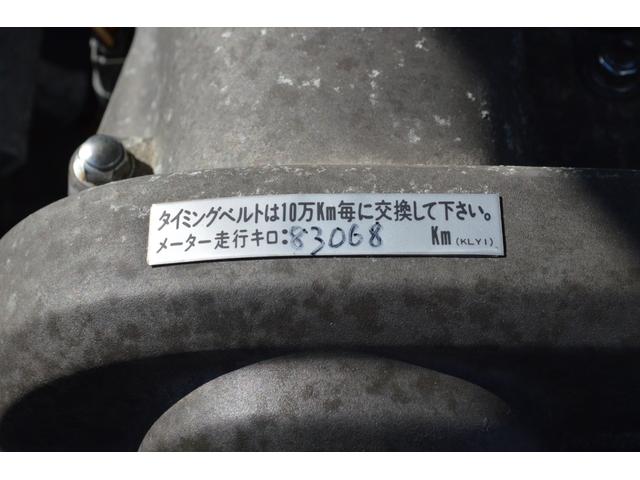 タイミングベルトは10万Km毎に交換して下さい。
メーター走行キロ:83068 Km (KLY1)